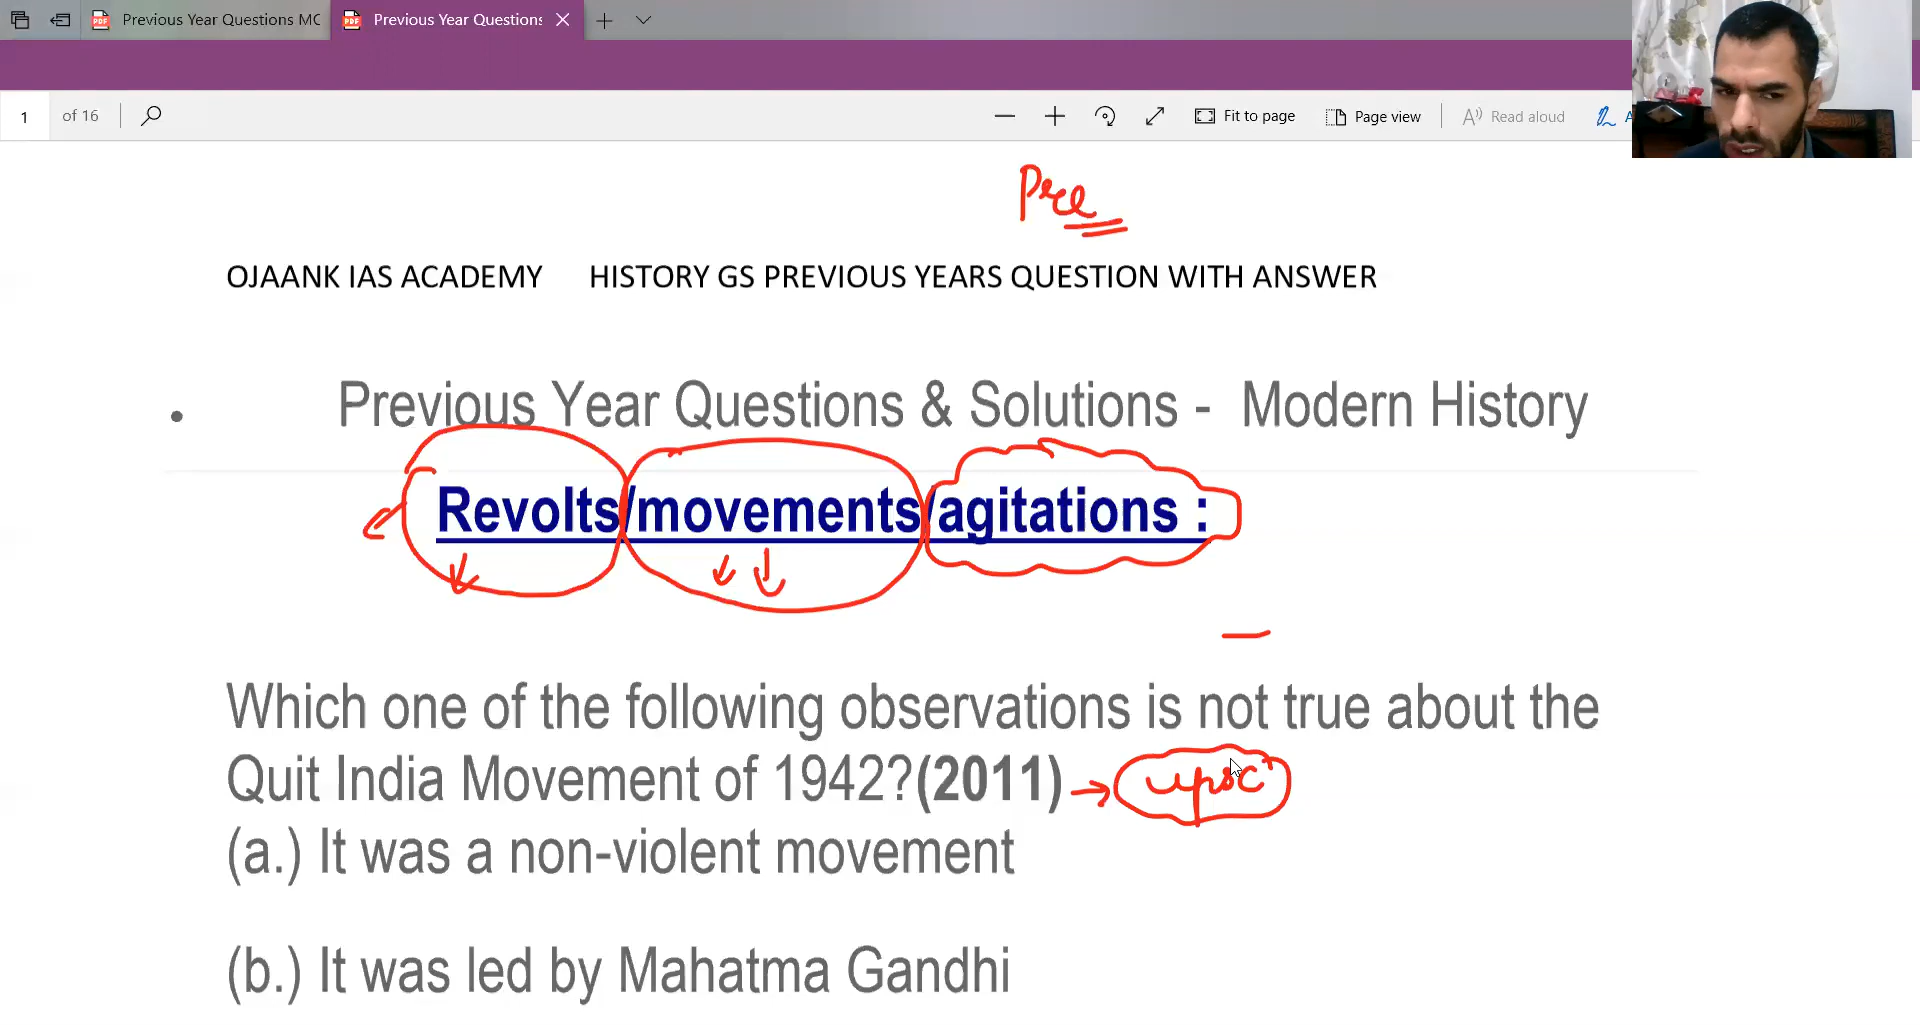 Previous Year Questions MC
Previous Year Questions
1 of 16
Fit to page
Page view
Read aloud
Pre
OJAANK IAS ACADEMY HISTORY GS PREVIOUS YEARS QUESTION WITH ANSWER
Previous Year Questions & Solutions - Modern History
Revolts/movements/agitations :
Which one of the following observations is not true about the
Quit India Movement of 1942?(2011) → upsc
(a.) It was a non-violent movement
(b.) It was led by Mahatma Gandhi